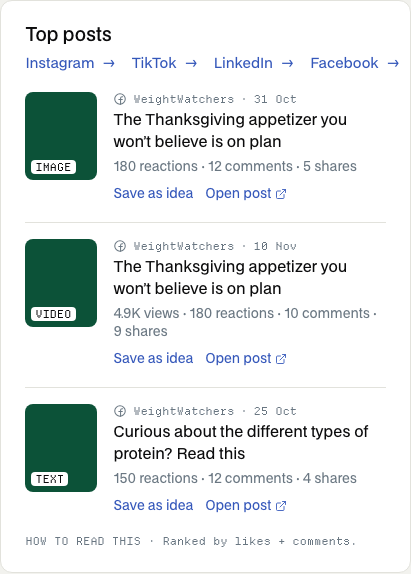 Top posts
Instagram → TikTok → LinkedIn → Facebook →
WeightWatchers · 31 Oct
The Thanksgiving appetizer you
won't believe is on plan
IMAGE
180 reactions · 12 comments · 5 shares
Save as idea Open post
WeightWatchers · 10 Nov
The Thanksgiving appetizer you
won't believe is on plan
VIDEO
4.9K views · 180 reactions · 10 comments ·
9 shares
Save as idea Open post
WeightWatchers · 25 Oct
Curious about the different types of
protein? Read this
TEXT
150 reactions · 12 comments · 4 shares
Save as idea Open post
HOW TO READ THIS · Ranked by likes + comments.